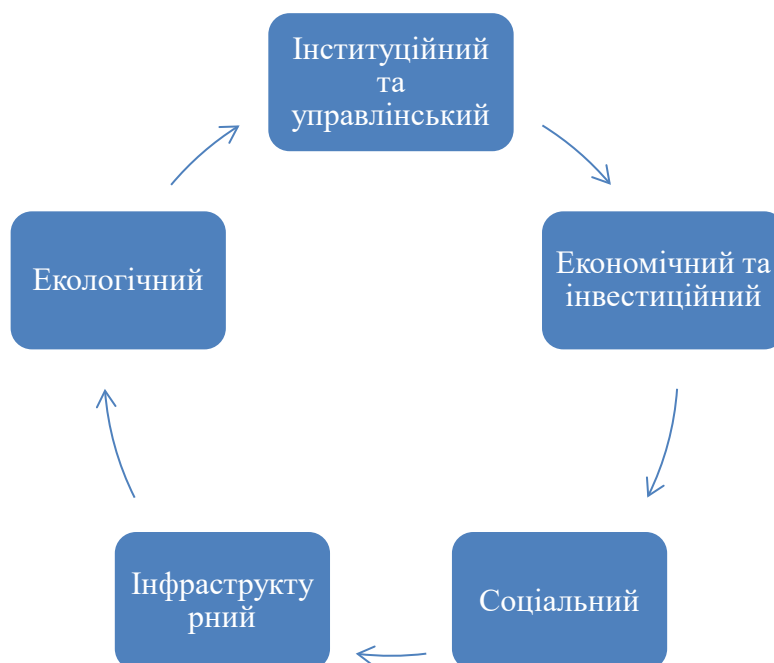 Інституційний
та
управлінський
Економічний та
інвестиційний
Соціальний
Інфраструкту
рний
Екологічний